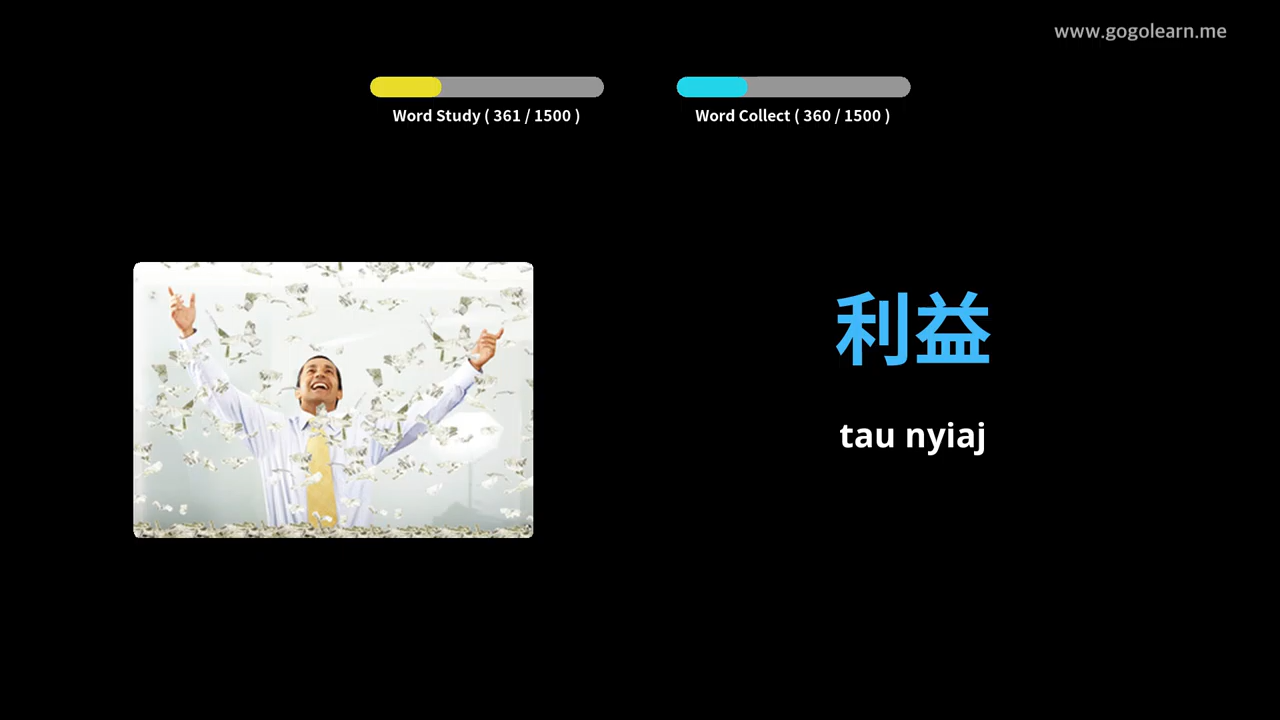 www.gogolearn.me
Word Study ( 361 / 1500 )
Word Collect ( 360 / 1500 )
利益
tau nyiaj